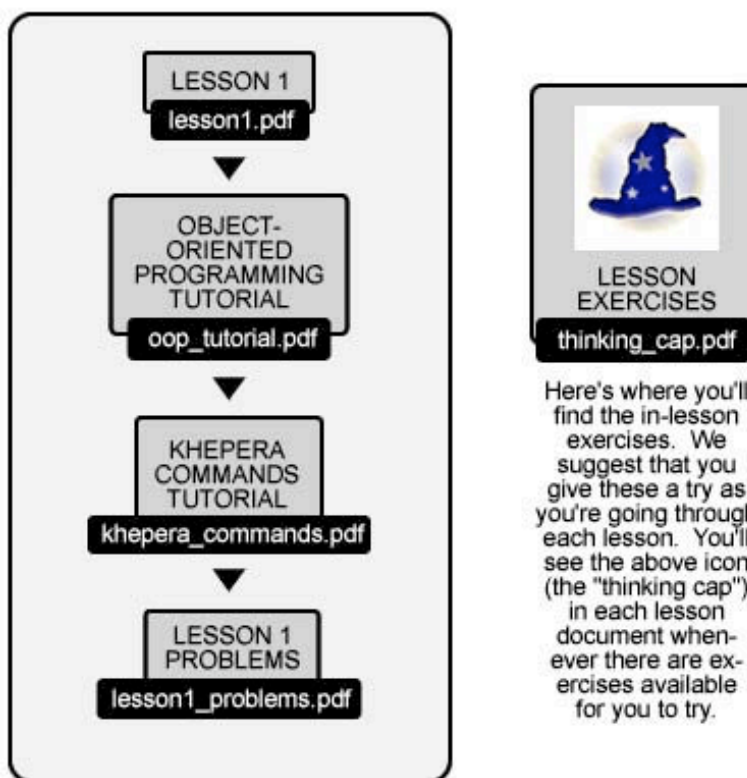 LESSON 1
lesson1.pdf
OBJECT-
ORIENTED
PROGRAMMING
TUTORIAL
oop_tutorial.pdf
KHEPERA
COMMANDS
TUTORIAL
khepera_commands.pdf
LESSON 1
PROBLEMS
lesson1_problems.pdf
LESSON
EXERCISES
thinking_cap.pdf
Here's where you'll
find the in-lesson
exercises. We
suggest that you
give these a try as
you're going through
each lesson. You'll
see the above icon
(the "thinking cap")
in each lesson
document when-
ever there are ex-
ercises available
for you to try.